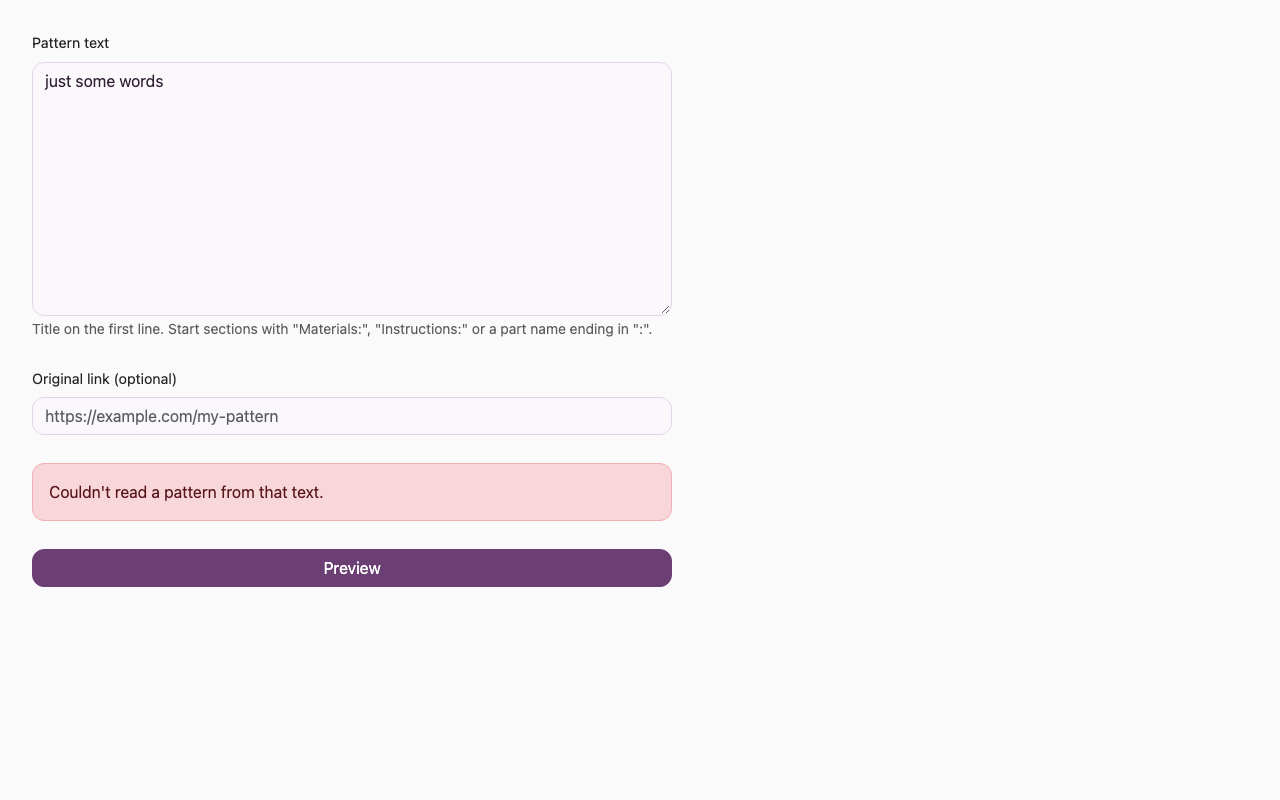 Pattern text
just some words
Title on the first line. Start sections with "Materials:", "Instructions:" or a part name ending in ":".
Original link (optional)
https://example.com/my-pattern
Couldn't read a pattern from that text.
Preview